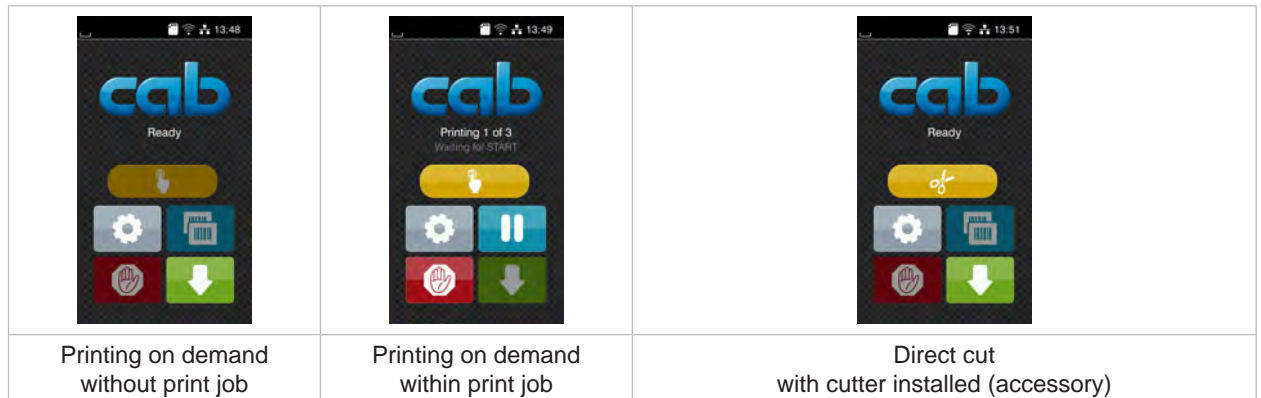 13:48
cab
Ready
13:49
cab
Printing 1 of 3
Waiting for START
13:51
cab
Ready
Printing on demand
without print job
Printing on demand
within print job
Direct cut
with cutter installed (accessory)